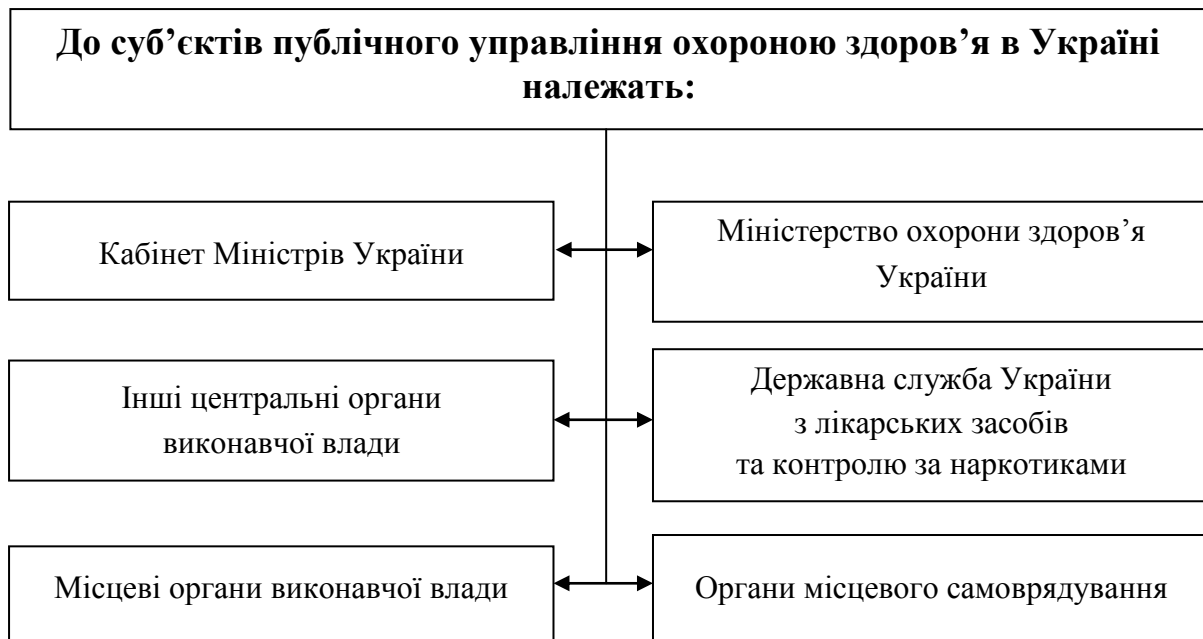 До суб’єктів публічного управління охороною здоров’я в Україні
належать:
Кабінет Міністрів України
Міністерство охорони здоров’я
України
Інші центральні органи
виконавчої влади
Державна служба України
з лікарських засобів
та контролю за наркотиками
Місцеві органи виконавчої влади
Органи місцевого самоврядування